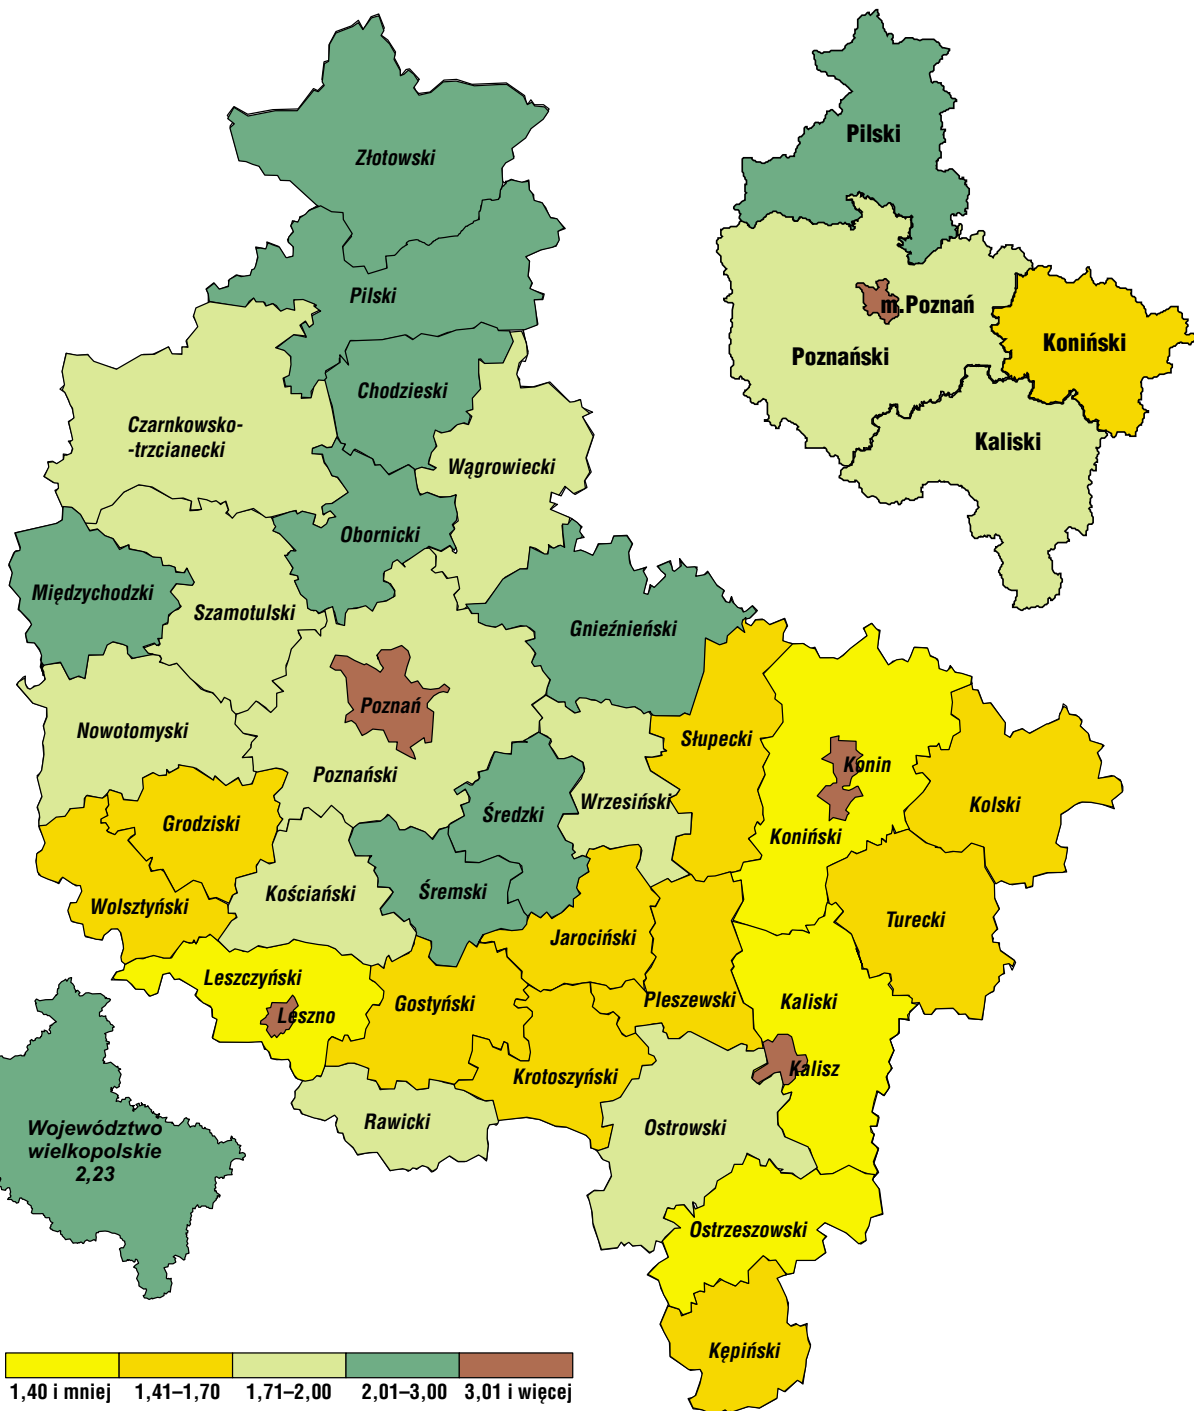 Złotowski
Pilski
Chodzieski
Czarnkowsko-
-trzcianecki
Wągrowiecki
Obornicki
Międzychodzki
Szamotulski
Gnieźnieński
Poznań
Nowotomyski
Poznański
Słupecki
Konin
Wrzesiński
Średzki
Kolski
Grodziski
Koniński
Kościański
Śremski
Wolsztyński
Turecki
Jarociński
Leszczyński
Gostyński
Pleszewski
Kaliski
Leszno
Krotoszyński
Kalisz
Rawicki
Ostrowski
Ostrzeszowski
Kępiński
Pilski
m.Poznań
Poznański
Koniński
Kaliski
Województwo
wielkopolskie
2,23
1,40 i mniej
1,41–1,70
1,71–2,00
2,01–3,00
3,01 i więcej